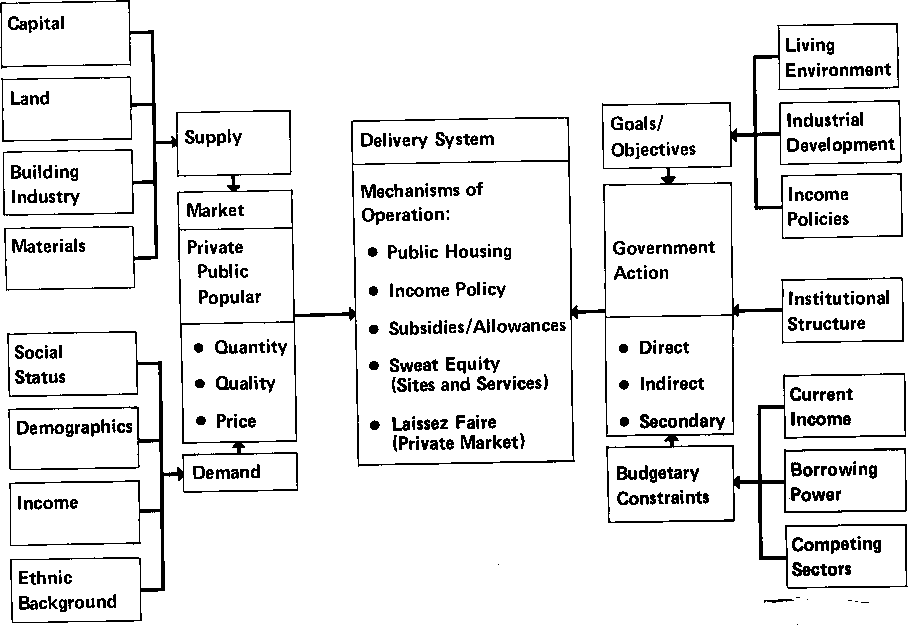 Capital
Land
Building
Industry
Materials
Social
Status
Demographics
Income
Ethnic
Background
Supply
Market
Private
Public
Popular
• Quantity
• Quality
• Price
Demand
Delivery System
Mechanisms of
Operation:
• Public Housing
• Income Policy
• Subsidies/Allowances
• Sweat Equity
(Sites and Services)
• Laissez Faire
(Private Market)
Goals/
Objectives
Government
Action
• Direct
• Indirect
• Secondary
Budgetary
Constraints
Living
Environment
Industrial
Development
Income
Policies
Institutional
Structure
Current
Income
Borrowing
Power
Competing
Sectors